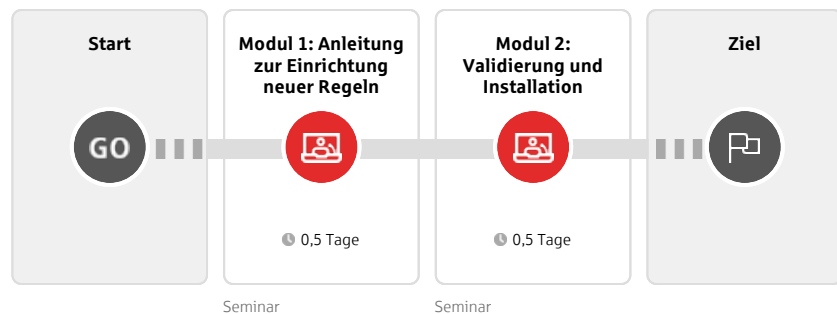 Start
GO
Modul 1: Anleitung
zur Einrichtung
neuer Regeln
0,5 Tage
Seminar
Modul 2:
Validierung und
Installation
0,5 Tage
Seminar
Ziel